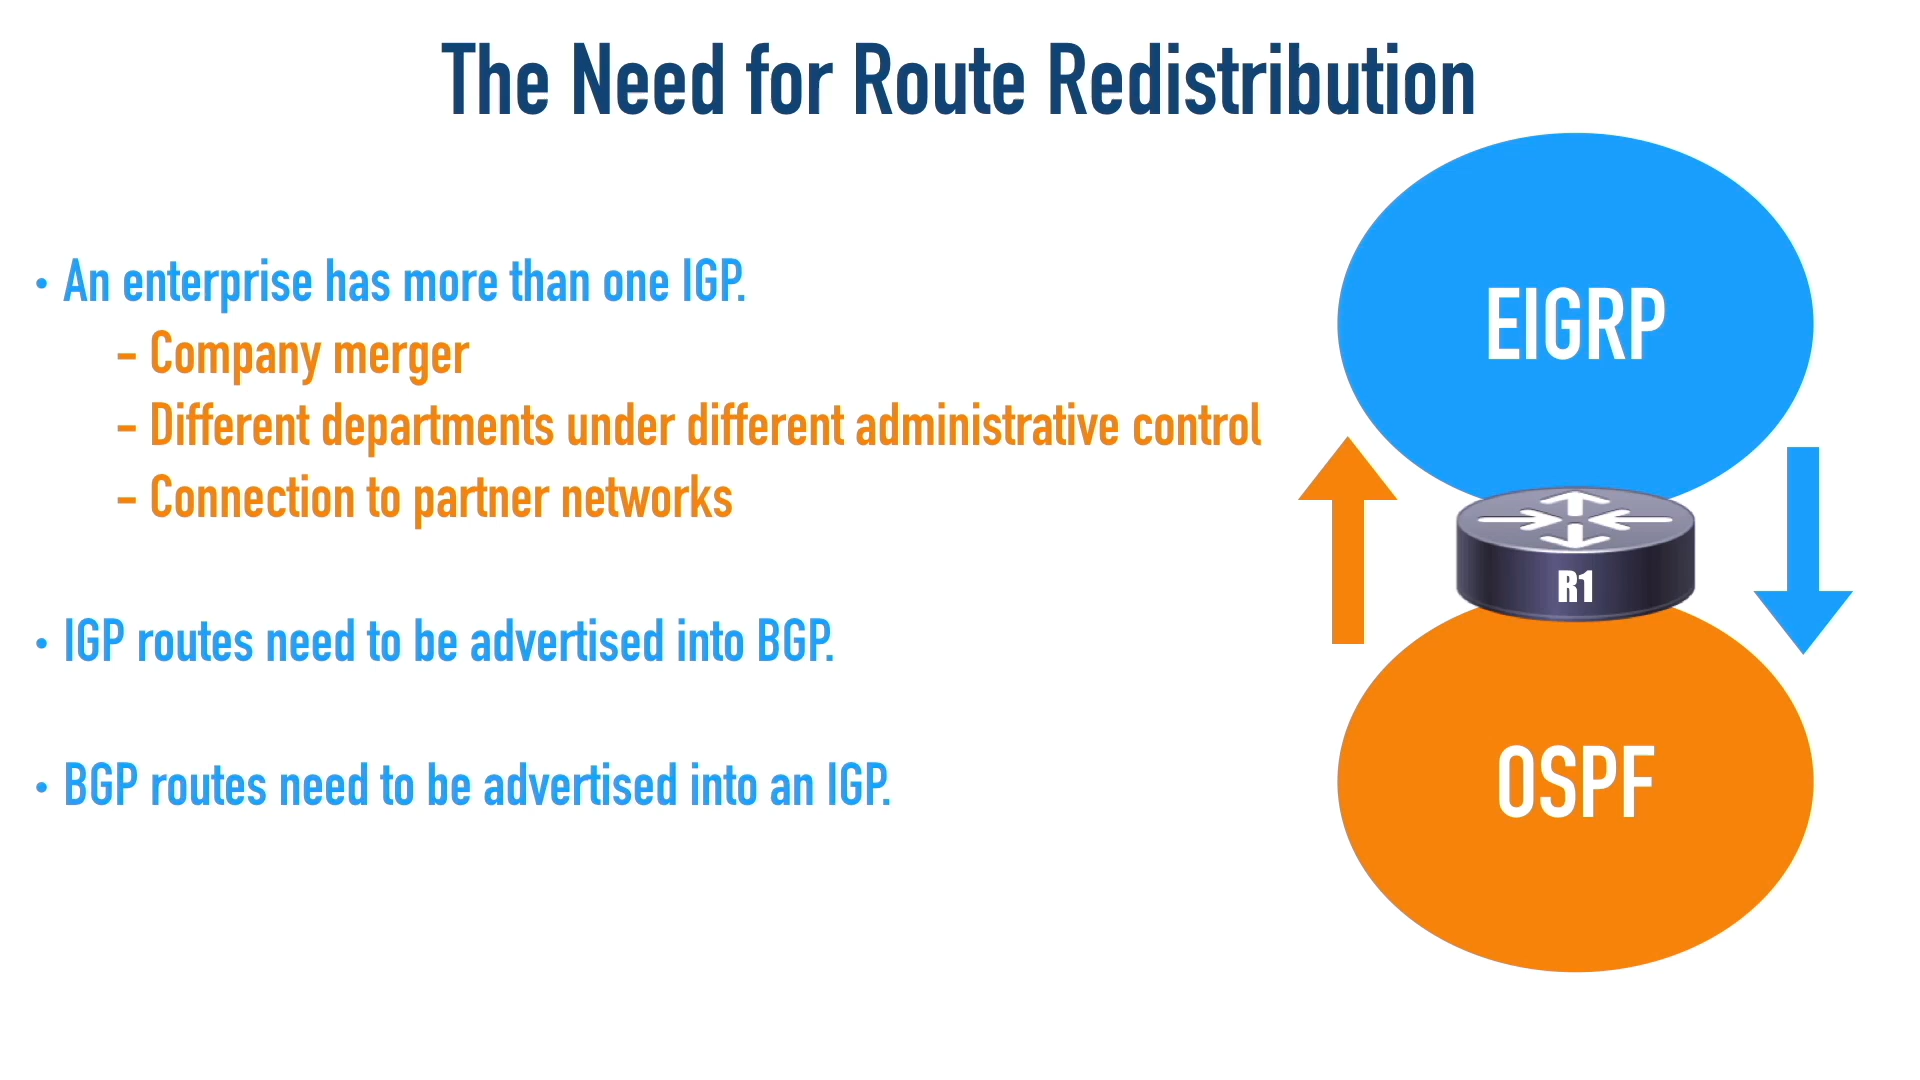 The Need for Route Redistribution
• An enterprise has more than one IGP.
- Company merger
- Different departments under different administrative control
- Connection to partner networks
• IGP routes need to be advertised into BGP.
• BGP routes need to be advertised into an IGP.
EIGRP
R1
OSPF